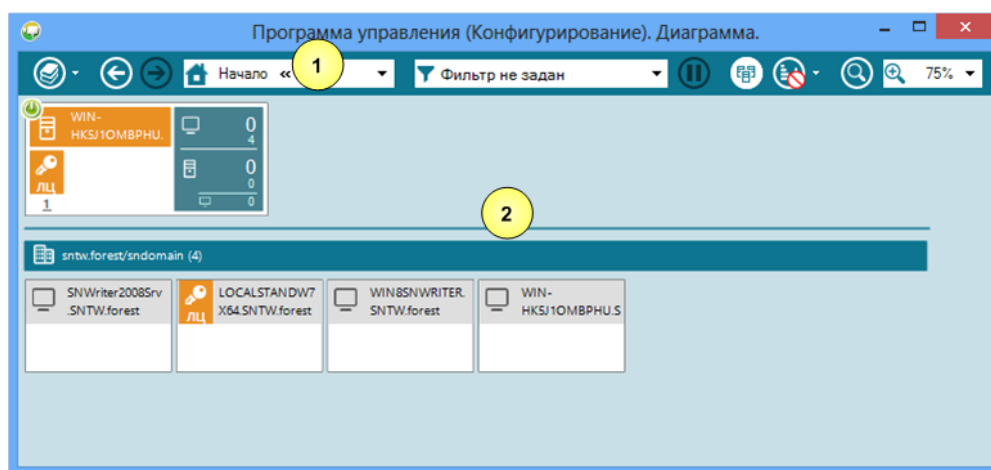 Программа управления (Конфигурирование). Диаграмма.
1
Начало «
Фильтр не задан
75%
WIN-
HK5J1OMBPHU.
0
4
0
0
0
ЛЦ
1
2
sntw.forest/sndomain (4)
SNWriter2008Srv
.SNTW.forest
ЛЦ
LOCALSTANDW7
X64.SNTW.forest
WIN8SNWRITER.
SNTW.forest
WIN-
HK5J1OMBPHU.S